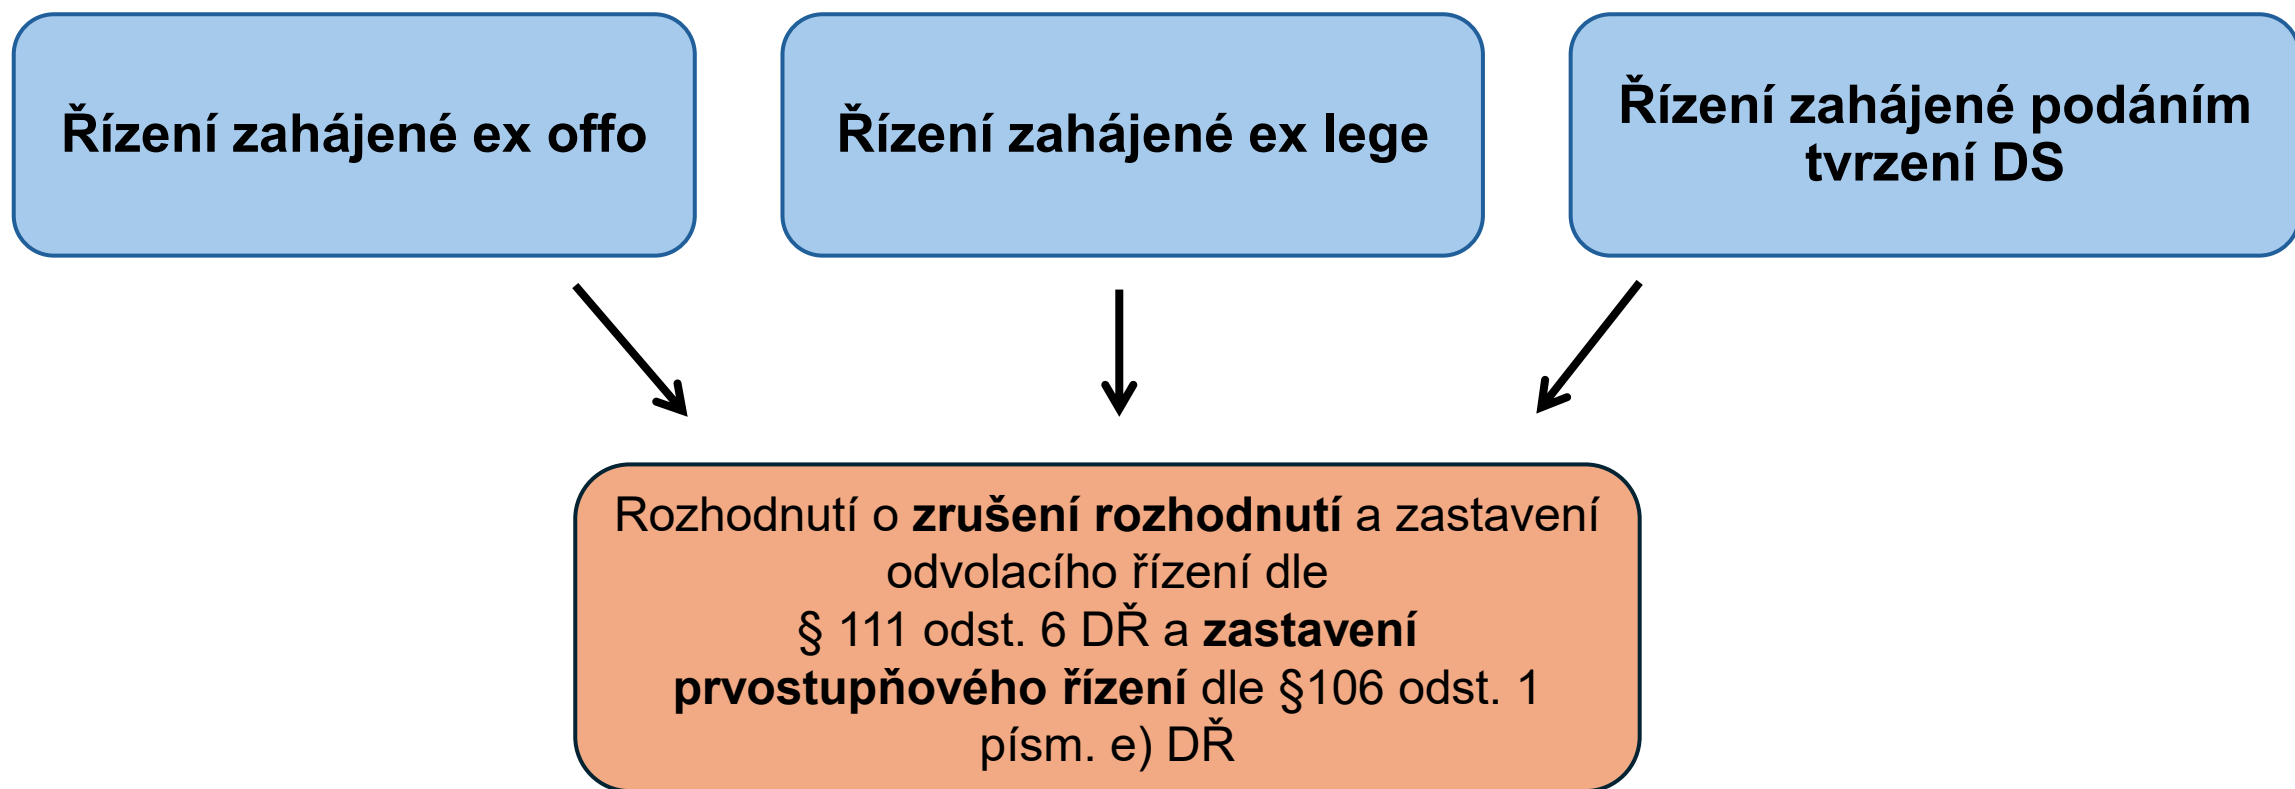 Řízení zahájené ex offo
Řízení zahájené ex lege
Řízení zahájené podáním
tvrzení DS
Rozhodnutí o zrušení rozhodnutí a zastavení
odvolacího řízení dle
§ 111 odst. 6 DŘ a zastavení
prvostupňového řízení dle §106 odst. 1
písm. e) DŘ